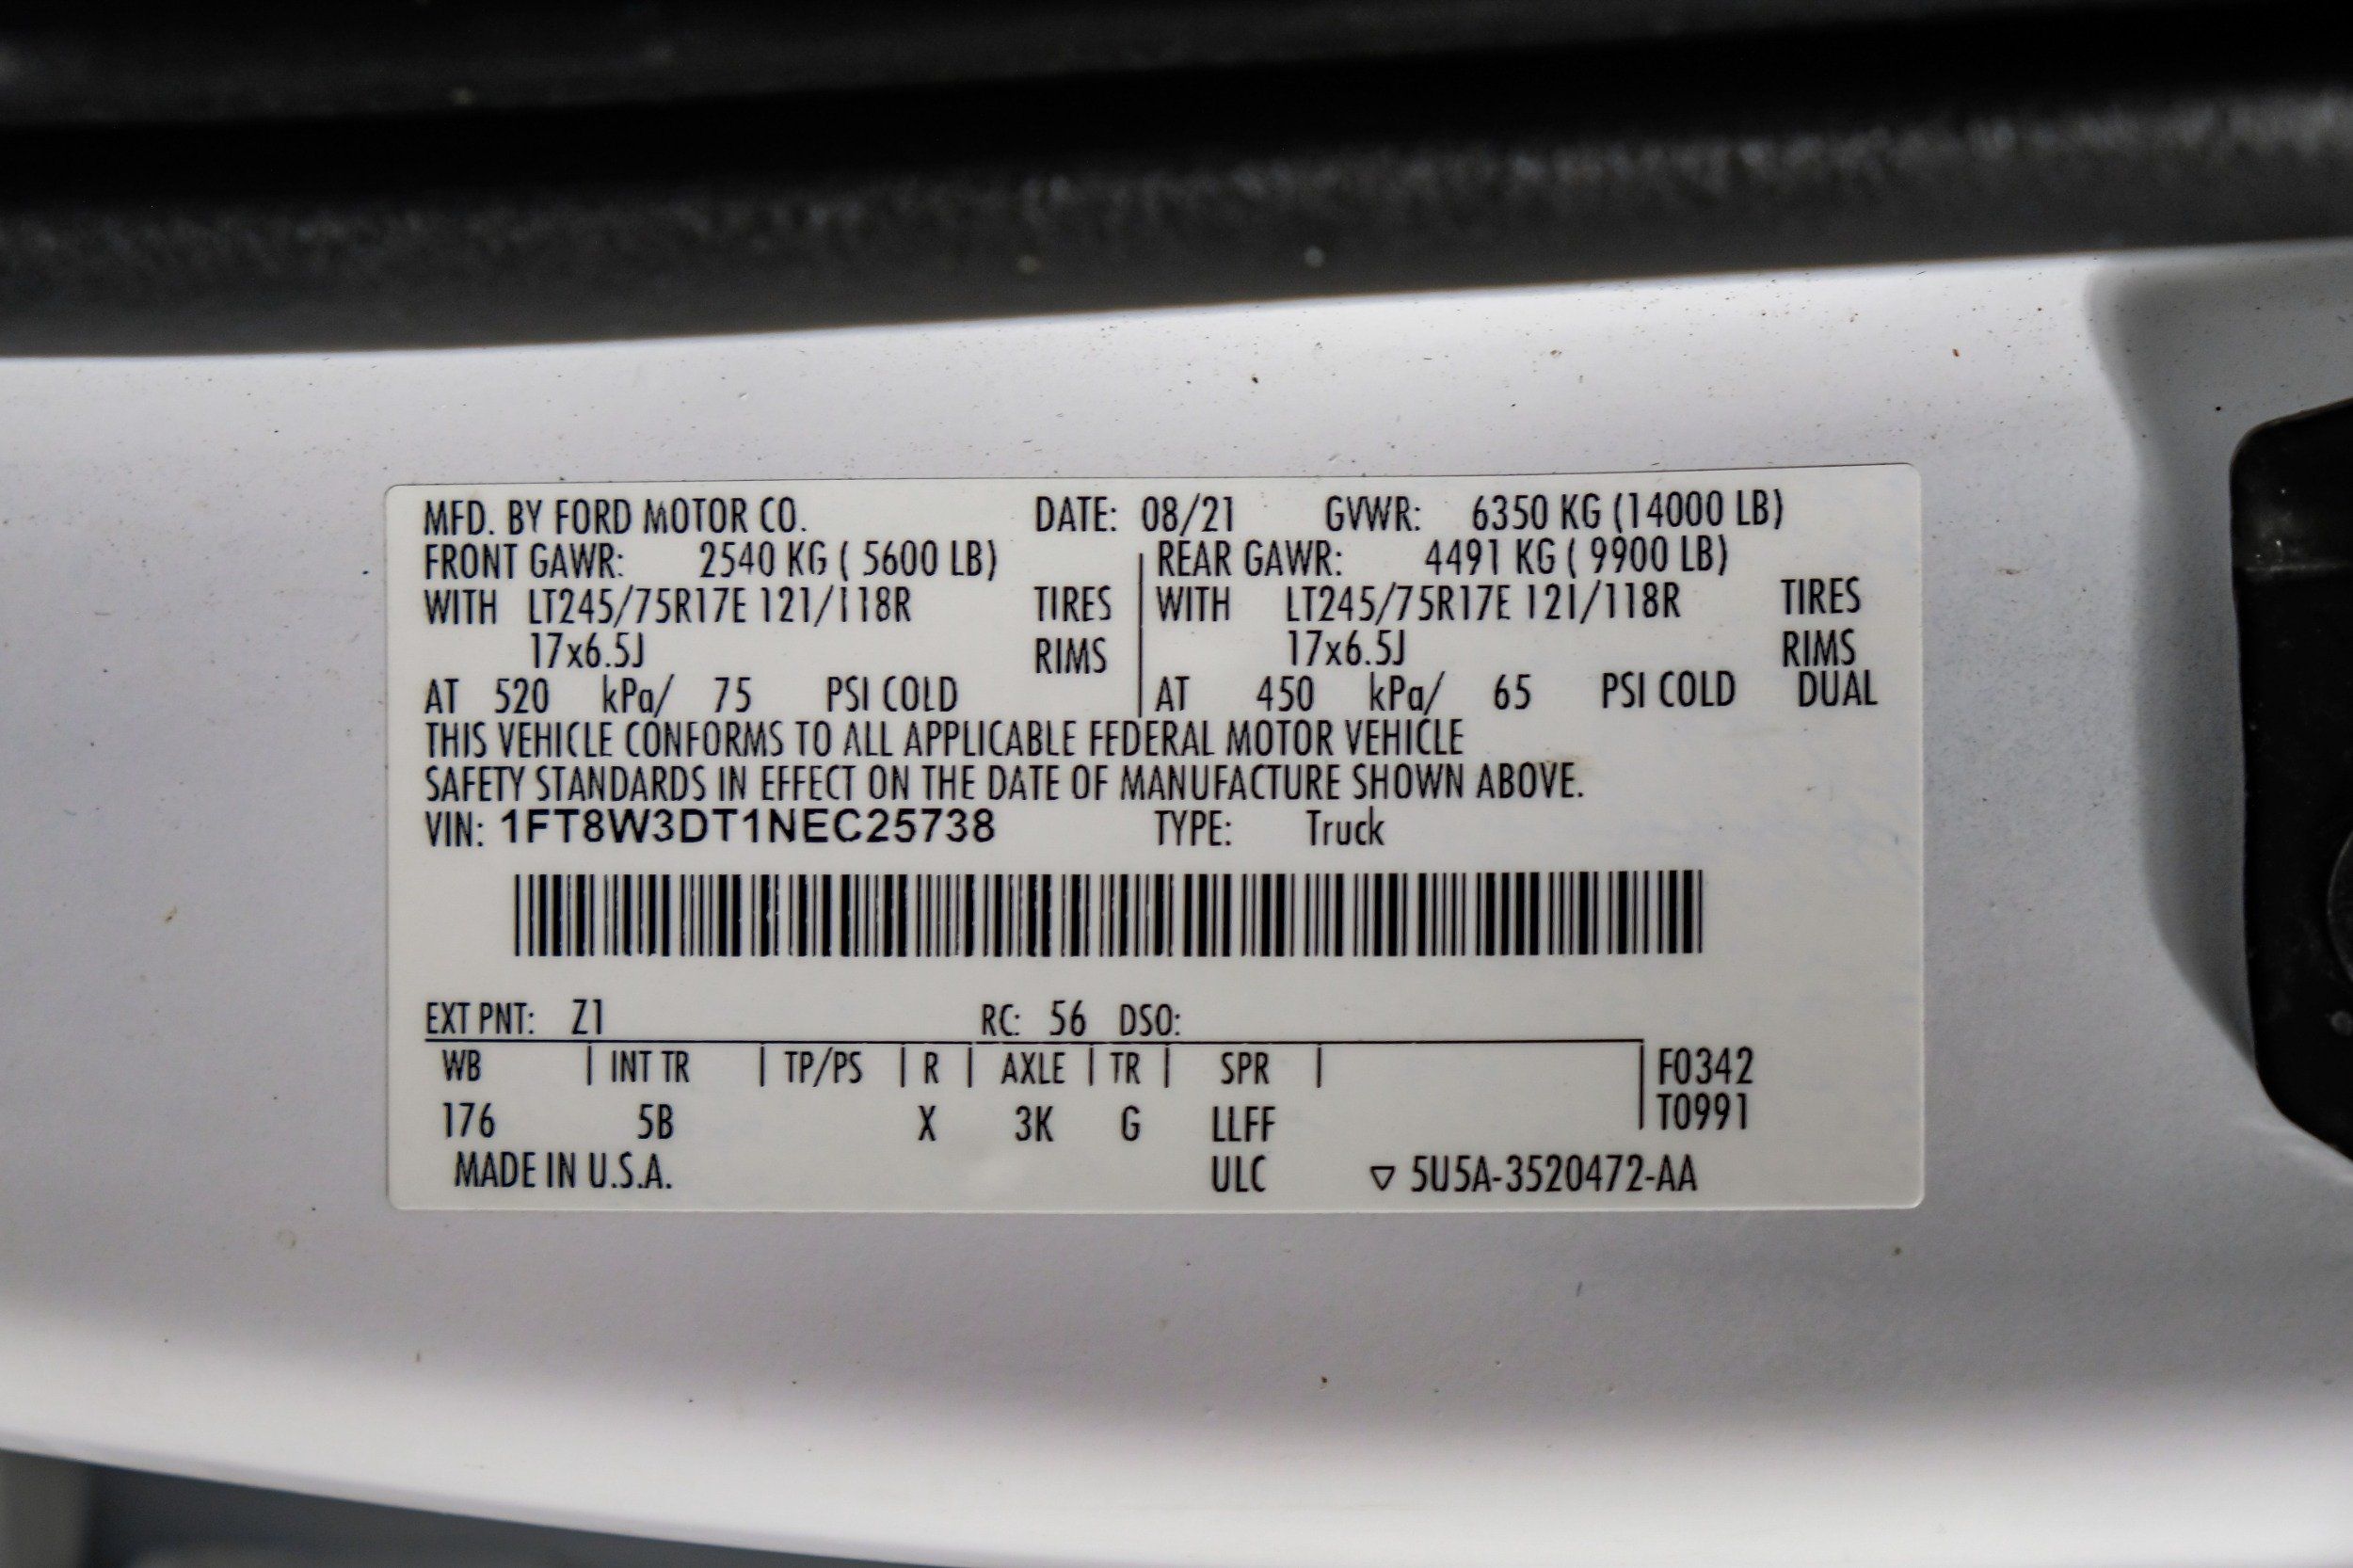 MFD. BY FORD MOTOR CO. DATE: 08/21 GVWR: 6350 KG (14000 LB)
FRONT GAWR: 2540 KG ( 5600 LB) REAR GAWR: 4491 KG ( 9900 LB)
WITH LT245/75R17E 121/118R TIRES WITH LT245/75R17E 121/118R TIRES
17x6.5J RIMS 17x6.5J RIMS
AT 520 kPa/ 75 PSI COLD AT 450 kPa/ 65 PSI COLD DUAL
THIS VEHICLE CONFORMS TO ALL APPLICABLE FEDERAL MOTOR VEHICLE
SAFETY STANDARDS IN EFFECT ON THE DATE OF MANUFACTURE SHOWN ABOVE.
VIN: 1FT8W3DT1NEC25738 TYPE: Truck
EXT PNT: Z1 RC: 56 DSO:
WB | INT TR | TP/PS | R | AXLE | TR | SPR | F0342
176 5B X 3K G LLFF T0991
MADE IN U.S.A. ULC ▽ 5U5A-3520472-AA